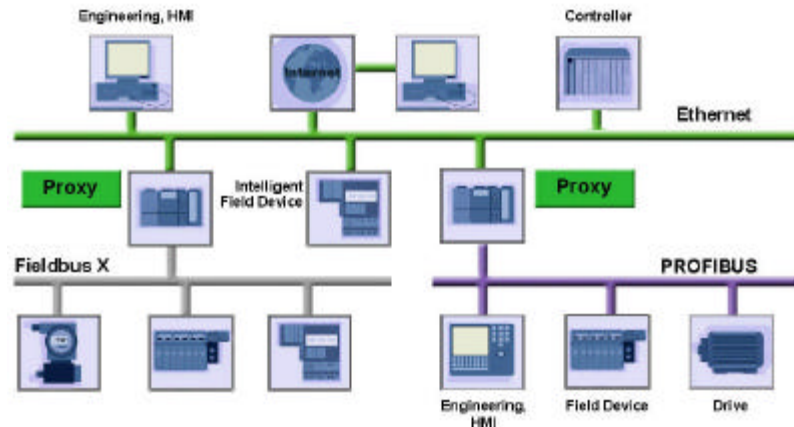 Engineering, HMI
Controller
Internet
Ethernet
Proxy
Intelligent
Field Device
Proxy
Fieldbus X
PROFIBUS
Engineering,
HMI
Field Device
Drive